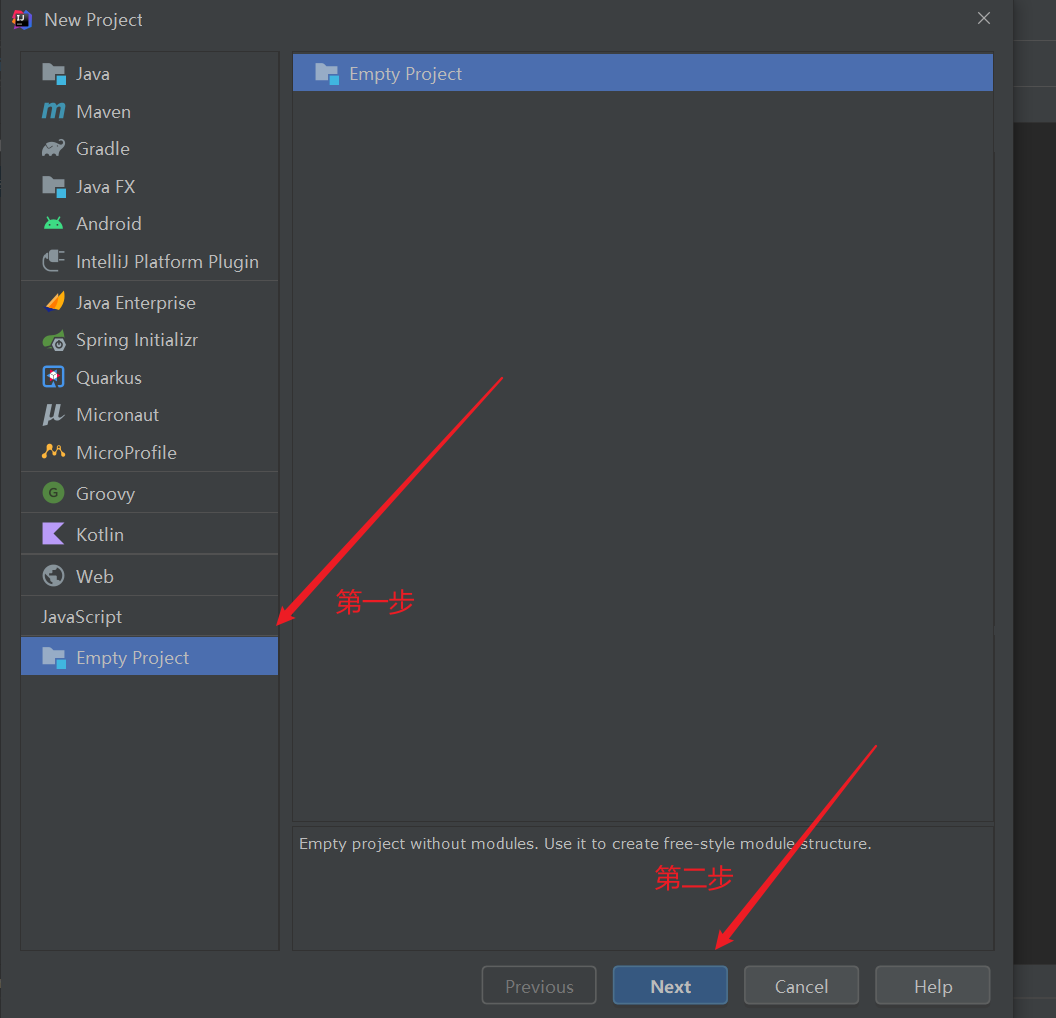 New Project
Java
Maven
Gradle
Java FX
Android
IntelliJ Platform Plugin
Java Enterprise
Spring Initializr
Quarkus
Micronaut
MicroProfile
Groovy
Kotlin
Web
JavaScript
Empty Project
Empty Project
第一步
Empty project without modules. Use it to create free-style module structure.
第二步
Previous
Next
Cancel
Help